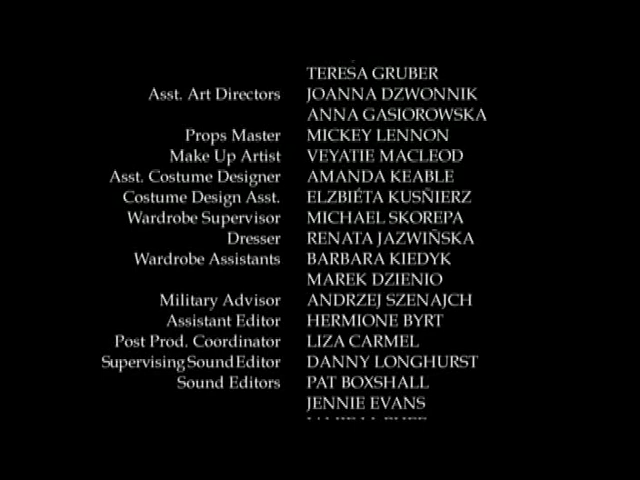 TERESA GRUBER
Asst. Art Directors JOANNA DZWONNIK
ANNA GASIOROWSKA
Props Master MICKEY LENNON
Make Up Artist VEYATIE MACLEOD
Asst. Costume Designer AMANDA KEABLE
Costume Design Asst. ELZBIÉTA KUSÑIERZ
Wardrobe Supervisor MICHAEL SKOREPA
Dresser RENATA JAZWIÑSKA
Wardrobe Assistants BARBARA KIEDYK
MAREK DZIENIO
Military Advisor ANDRZEJ SZENAJCH
Assistant Editor HERMIONE BYRT
Post Prod. Coordinator LIZA CARMEL
Supervising Sound Editor DANNY LONGHURST
Sound Editors PAT BOXSHALL
JENNIE EVANS